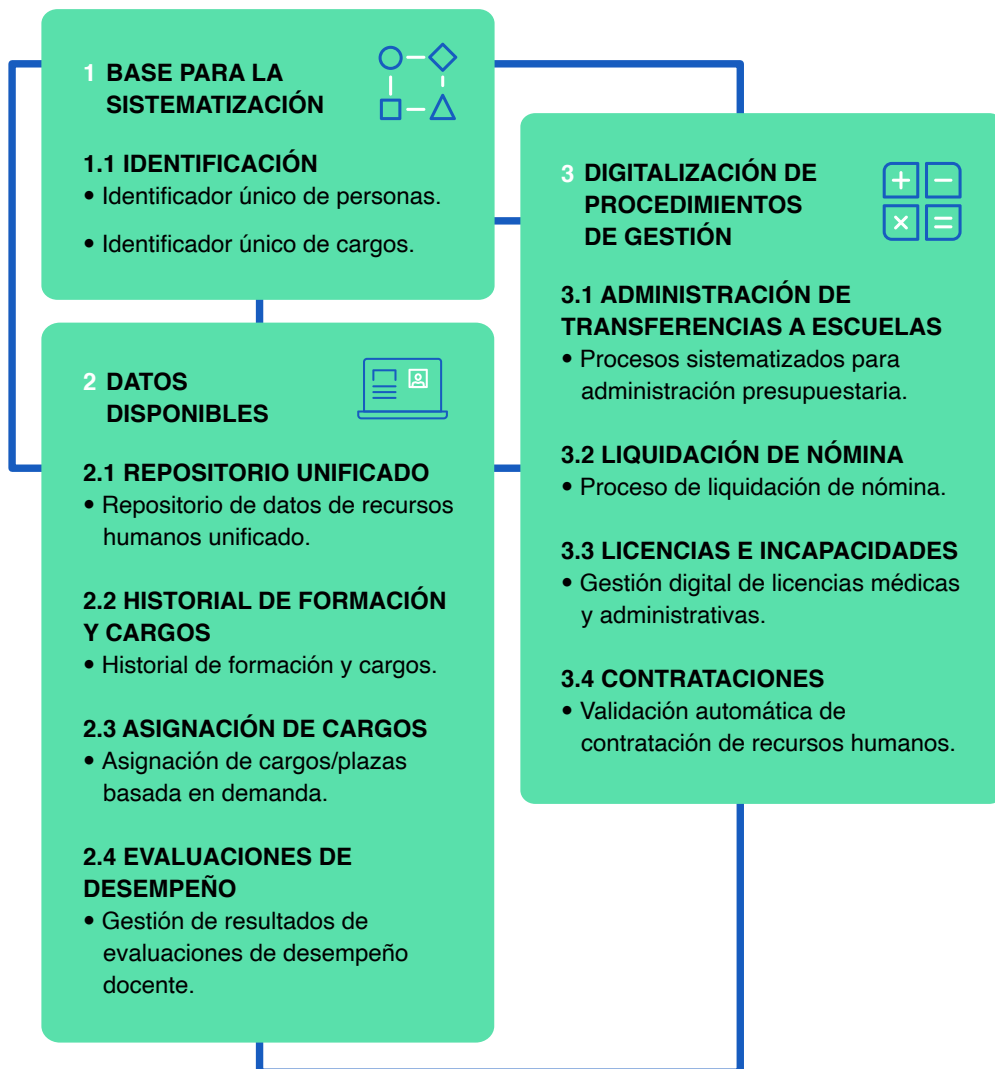 1 BASE PARA LA
SISTEMATIZACIÓN
1.1 IDENTIFICACIÓN
• Identificador único de personas.
• Identificador único de cargos.
2 DATOS
DISPONIBLES
2.1 REPOSITORIO UNIFICADO
• Repositorio de datos de recursos
humanos unificado.
2.2 HISTORIAL DE FORMACIÓN
Y CARGOS
• Historial de formación y cargos.
2.3 ASIGNACIÓN DE CARGOS
• Asignación de cargos/plazas
basada en demanda.
2.4 EVALUACIONES DE
DESEMPEÑO
• Gestión de resultados de
evaluaciones de desempeño
docente.
3 DIGITALIZACIÓN DE
PROCEDIMIENTOS
DE GESTIÓN
3.1 ADMINISTRACIÓN DE
TRANSFERENCIAS A ESCUELAS
• Procesos sistematizados para
administración presupuestaria.
3.2 LIQUIDACIÓN DE NÓMINA
• Proceso de liquidación de nómina.
3.3 LICENCIAS E INCAPACIDADES
• Gestión digital de licencias médicas
y administrativas.
3.4 CONTRATACIONES
• Validación automática de
contratación de recursos humanos.